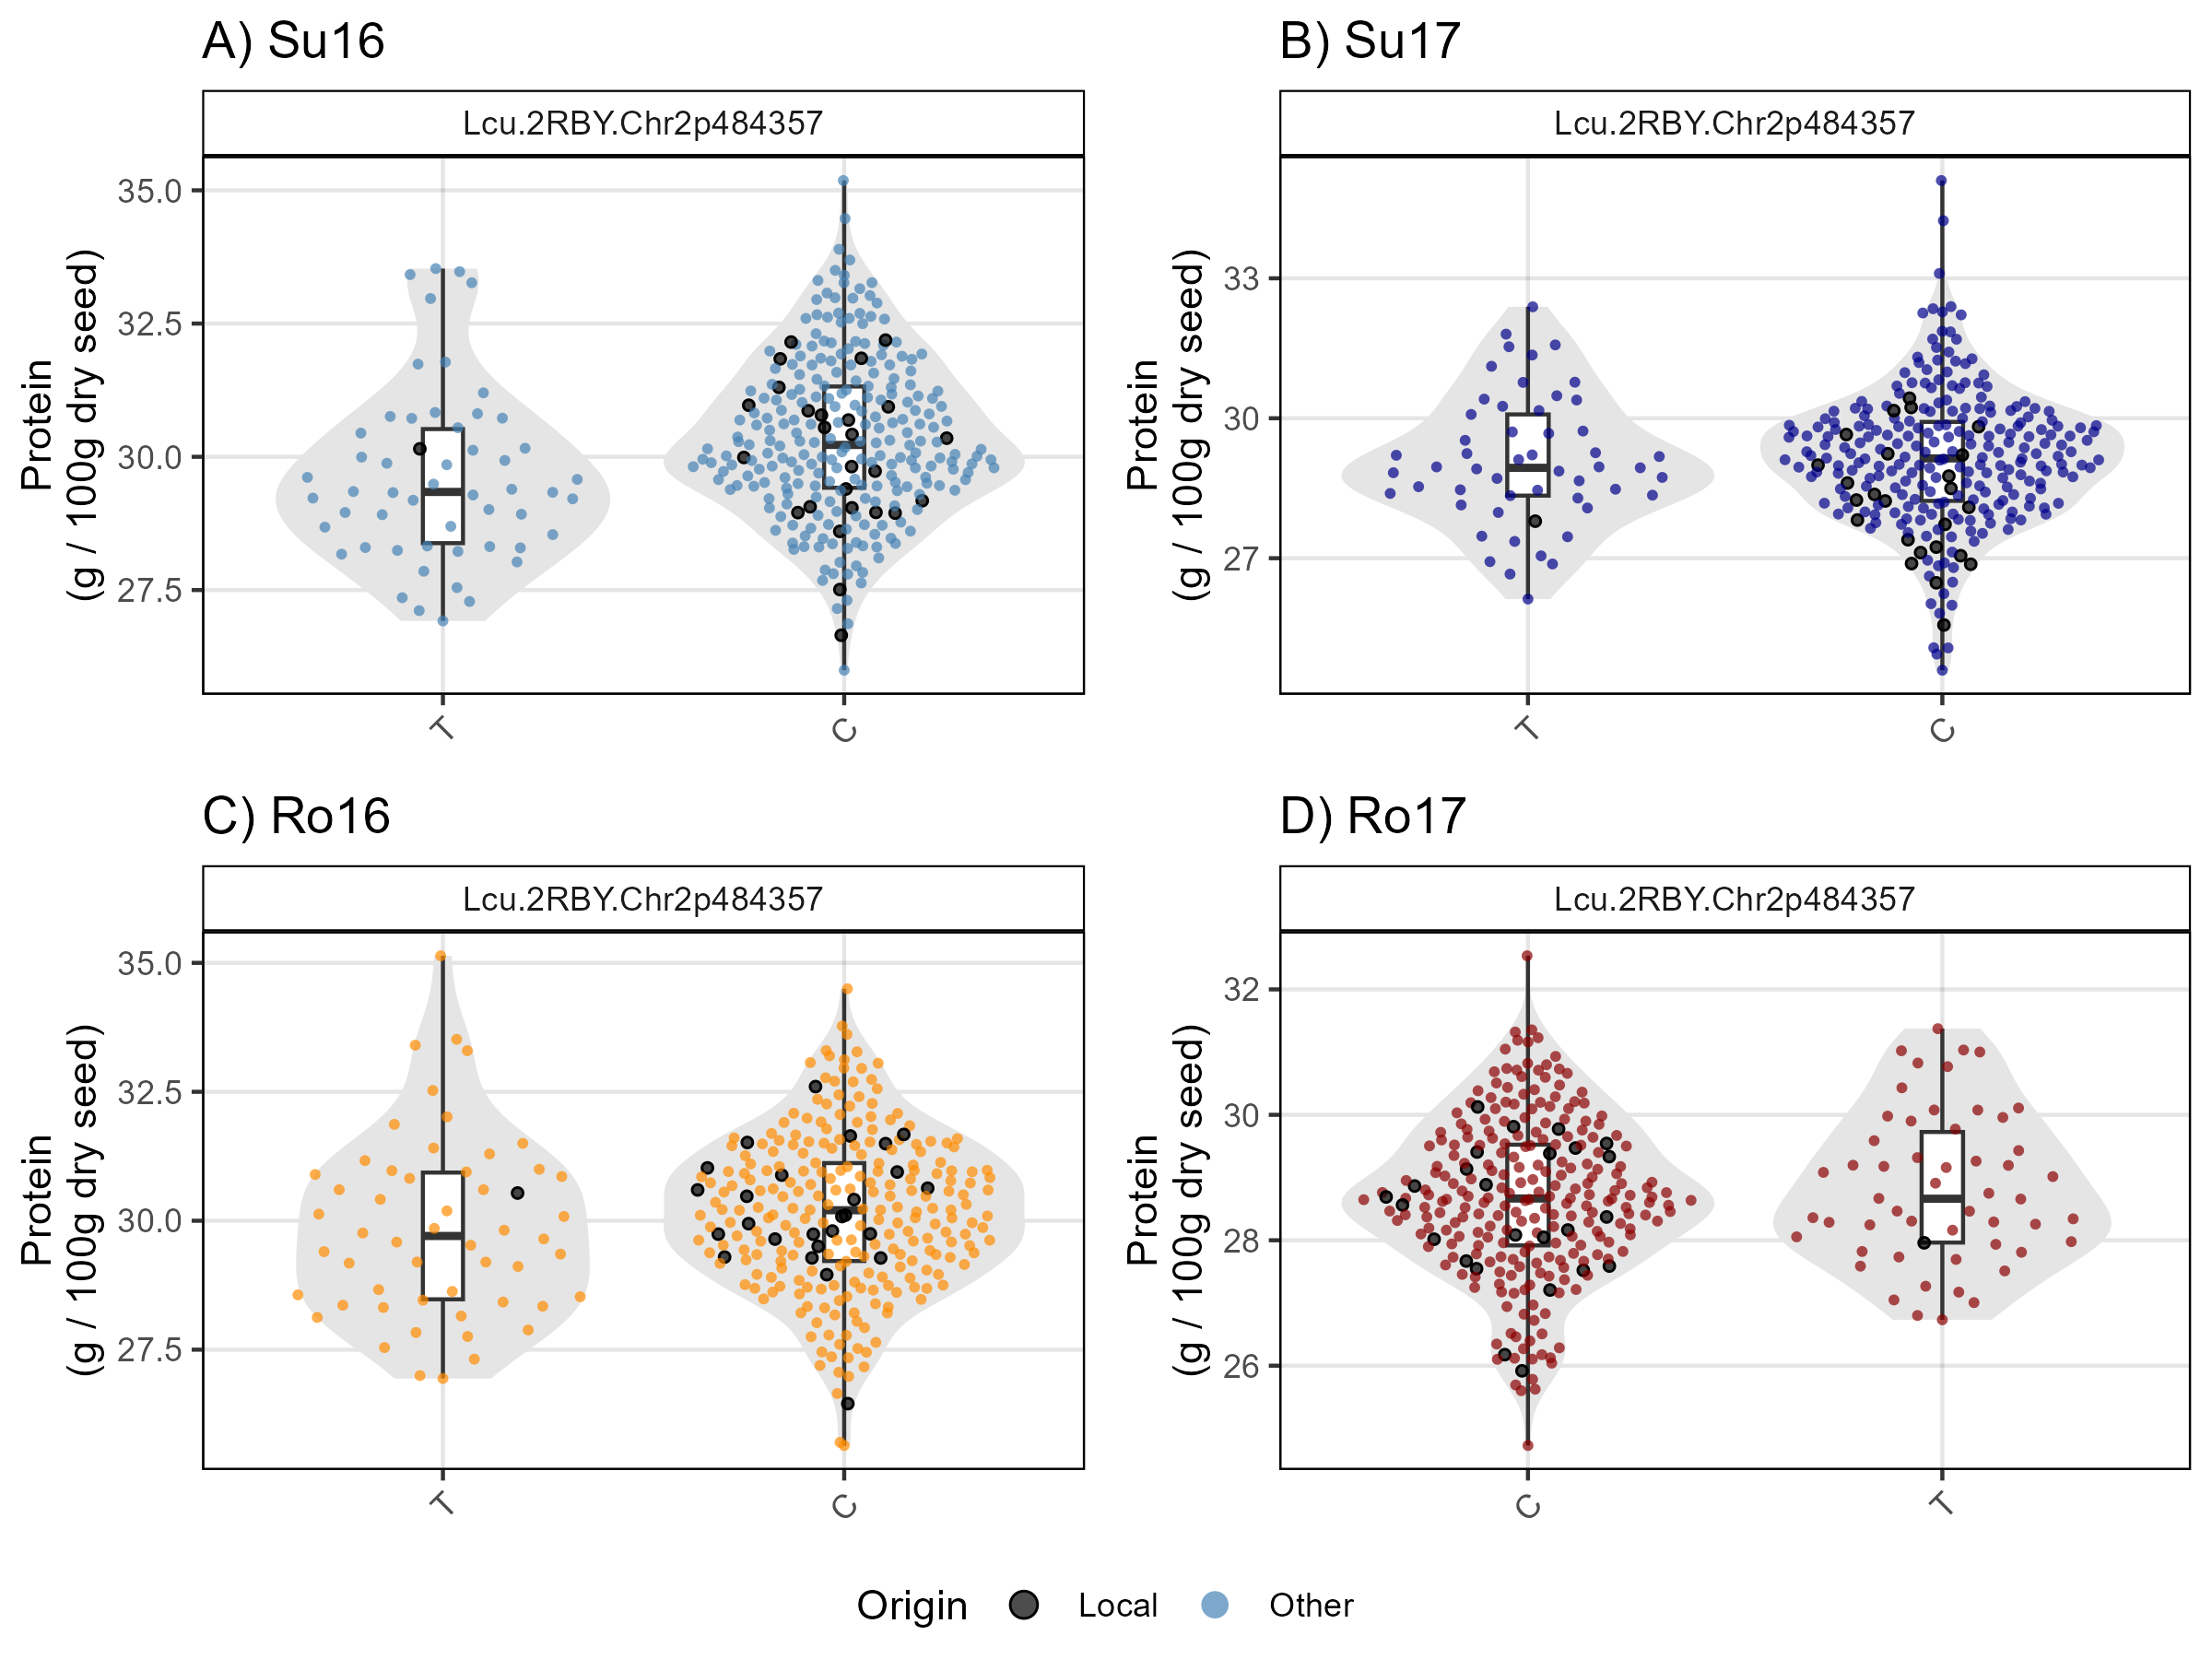 A) Su16
Lcu.2RBY.Chr2p484357
Protein
(g / 100g dry seed)
35.0
32.5
30.0
27.5
T
C
B) Su17
Lcu.2RBY.Chr2p484357
Protein
(g / 100g dry seed)
33
30
27
T
C
C) Ro16
Lcu.2RBY.Chr2p484357
Protein
(g / 100g dry seed)
35.0
32.5
30.0
27.5
T
C
D) Ro17
Lcu.2RBY.Chr2p484357
Protein
(g / 100g dry seed)
32
30
28
26
C
T
Origin Local Other